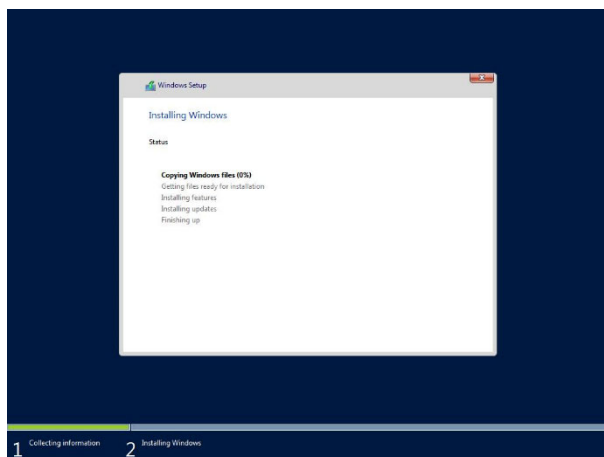 Windows Setup
Installing Windows
Status
Copying Windows files (0%)
Getting files ready for installation
Installing features
Installing updates
Finishing up
1 Collecting information
2 Installing Windows